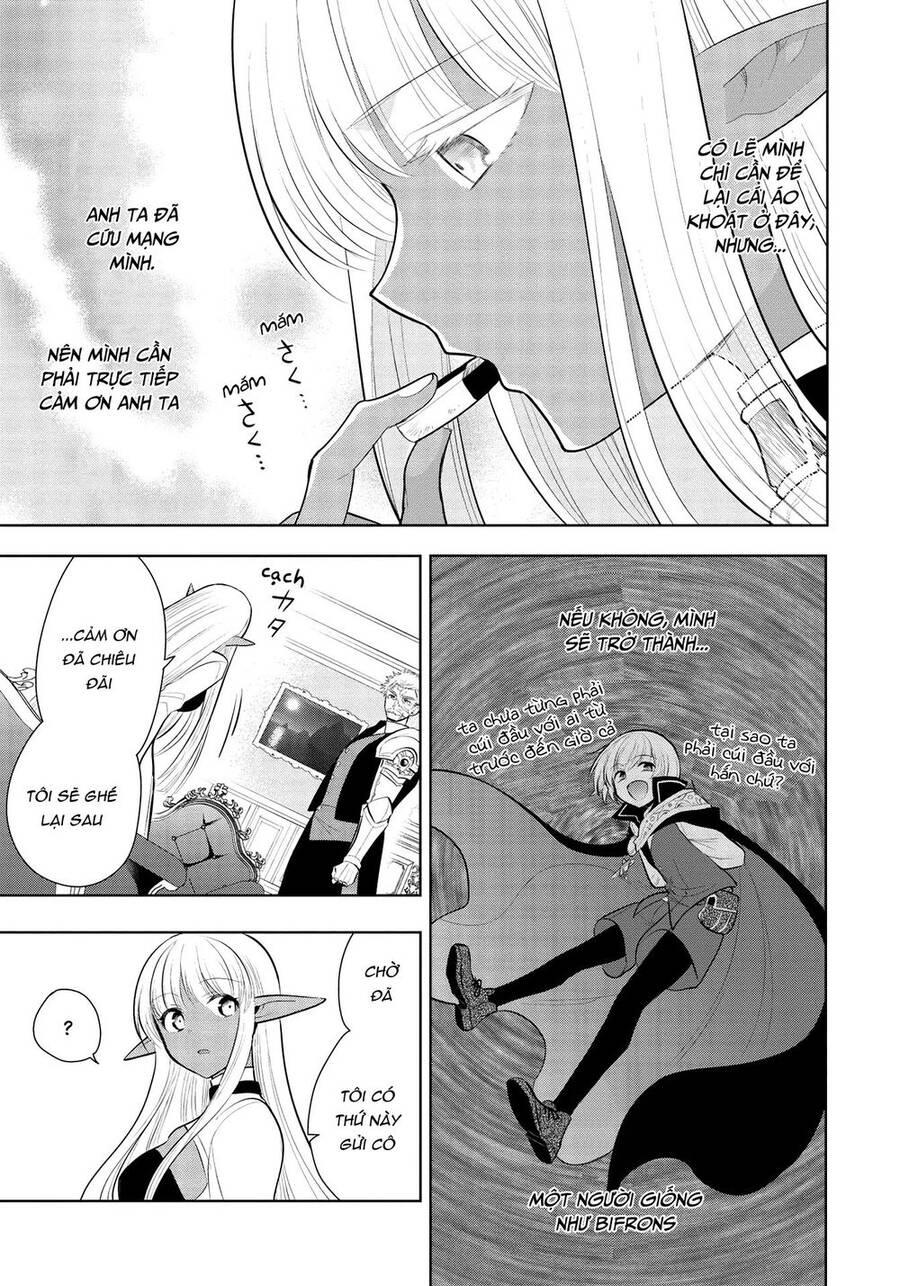 CÓ LẼ MÌNH
CHỈ CẦN ĐỂ
LẠI CÁI ÁO
KHOÁT Ở ĐÂY,
NHƯNG...
ANH TA ĐÃ
CỨU MẠNG
MÌNH.
măm
さく…
măm
さく…
NÊN MÌNH CẦN
PHẢI TRỰC TIẾP
CẢM ƠN ANH TA
NẾU KHÔNG, MÌNH
SẼ TRỞ THÀNH...
tại sao ta
phải cúi đầu với
hắn chứ?
ta chưa từng phải
cúi đầu với ai từ
trước đến giờ cả
MỘT NGƯỜI GIỐNG
NHƯ BIFRONS
cạch
カタ
...CẢM ƠN
ĐÃ CHIÊU
ĐÃI
TÔI SẼ GHÉ
LẠI SAU
CHỜ
ĐÃ
TÔI CÓ
THỨ NÀY
GỬI CÔ
?